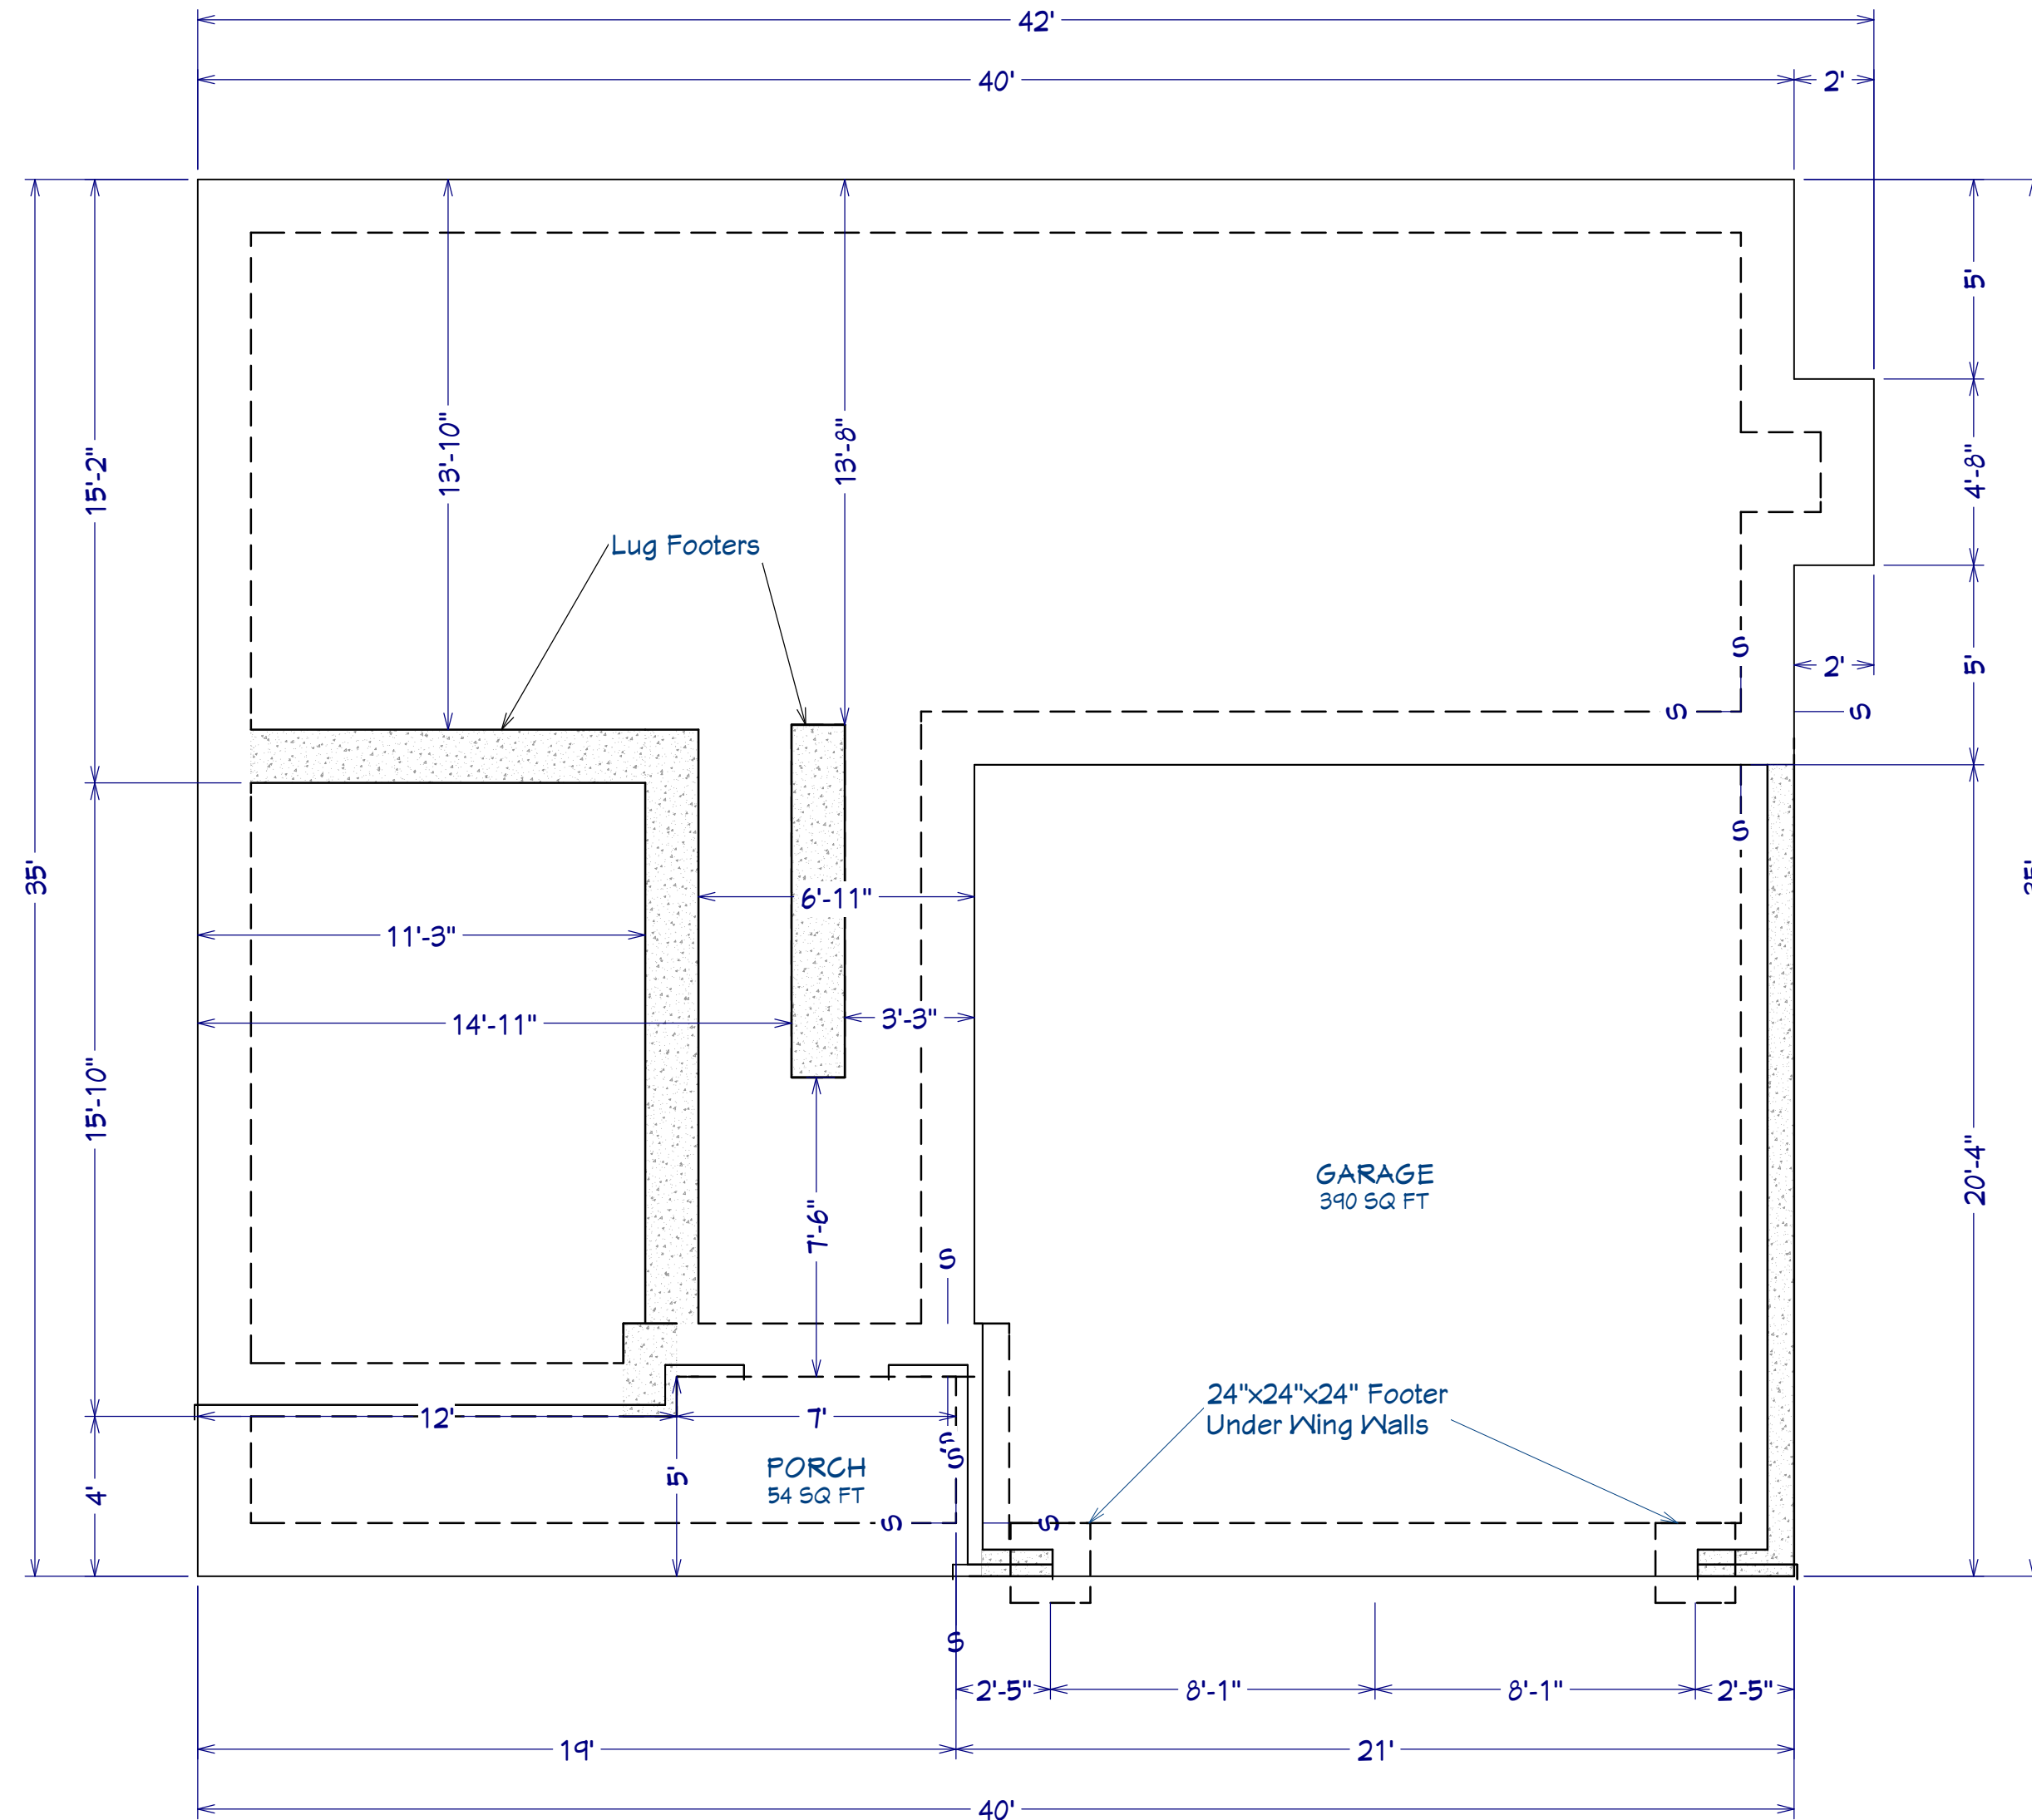 42'
40'
2'
5'
13'-10"
13'-8"
15'-2"
4'-8"
Lug Footers
S
5'
2'
S
S
S
35'
35'
6'-11"
11'-3"
3'-3"
14'-11"
15'-10"
GARAGE
390 SQ FT
20'-4"
7'-6"
S
24"x24"x24" Footer
Under Wing Walls
12'
7'
S
PORCH
54 SQ FT
5'
4'
S
S
S
2'-5"
8'-1"
8'-1"
2'-5"
19'
21'
40'